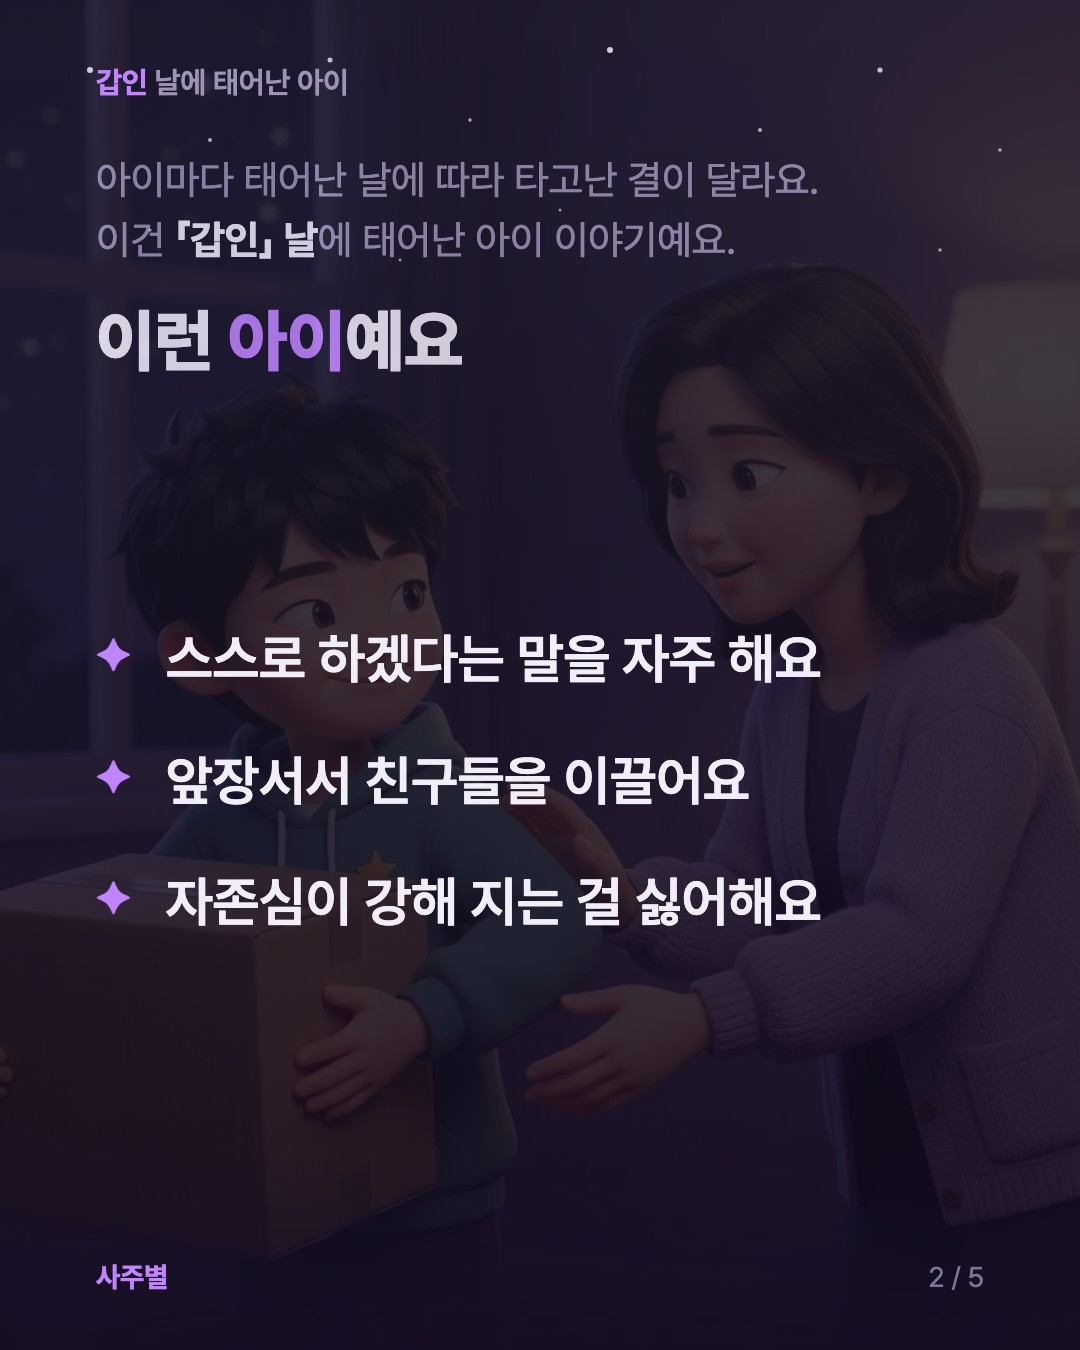 갑인 날에 태어난 아이
아이마다 태어난 날에 따라 타고난 결이 달라요.
이건 「갑인」 날에 태어난 아이 이야기예요.
이런 아이예요
스스로 하겠다는 말을 자주 해요
앞장서서 친구들을 이끌어요
자존심이 강해 지는 걸 싫어해요
사주별
2 / 5